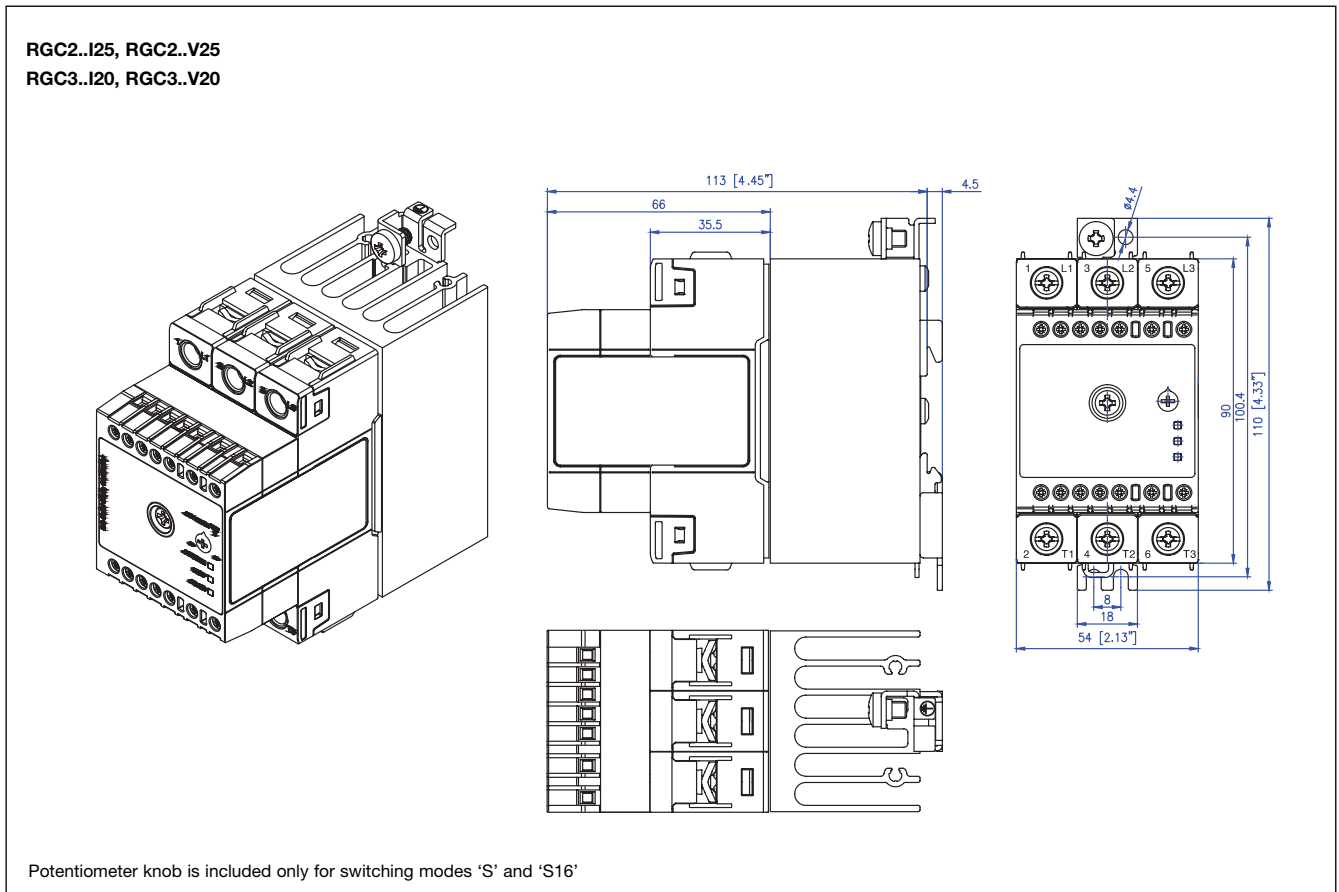 RGC2..I25, RGC2..V25
RGC3..I20, RGC3..V20
113 [4.45"]
4.5
66
35.5
ø4.4
1 L1 3 L2 5 L3
90
100.4
110 [4.33"]
2 T1 4 T2 6 T3
8
18
54 [2.13"]
Potentiometer knob is included only for switching modes ‘S’ and ‘S16’